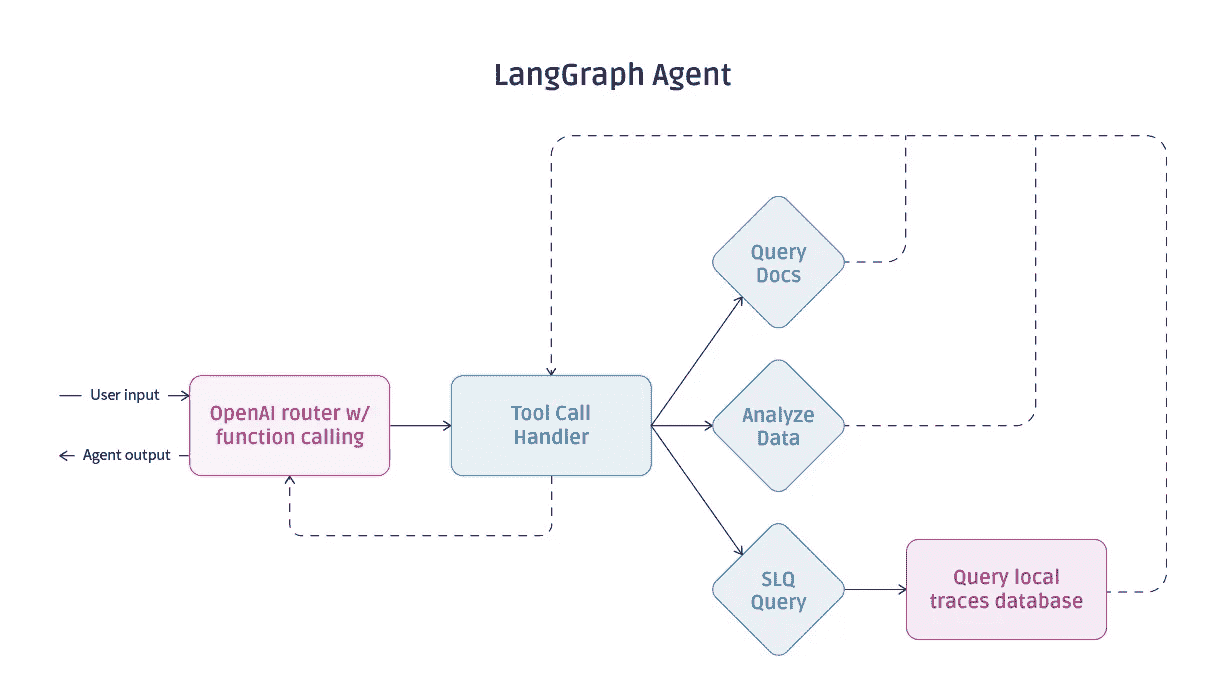 LangGraph Agent
Query
Docs
User input
OpenAI router w/
function calling
Agent output
Tool Call
Handler
Analyze
Data
SLQ
Query
Query local
traces database